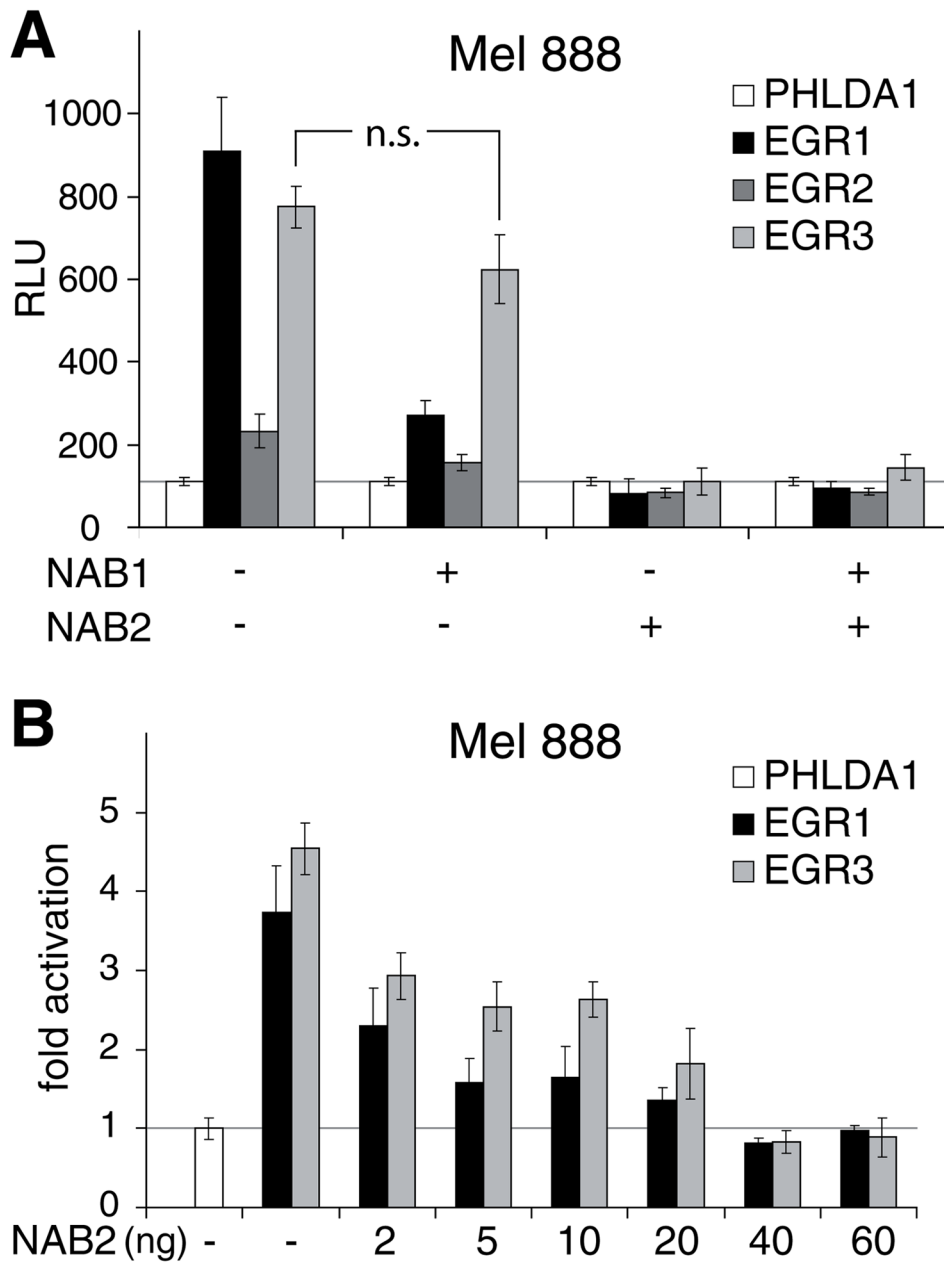 A
Mel 888
PHLDA1
EGR1
EGR2
EGR3
n.s.
RLU
1000
800
600
400
200
0
NAB1 - + - +
NAB2 - - + +
B
Mel 888
PHLDA1
EGR1
EGR3
fold activation
5
4
3
2
1
0
NAB2 (ng) - - 2 5 10 20 40 60